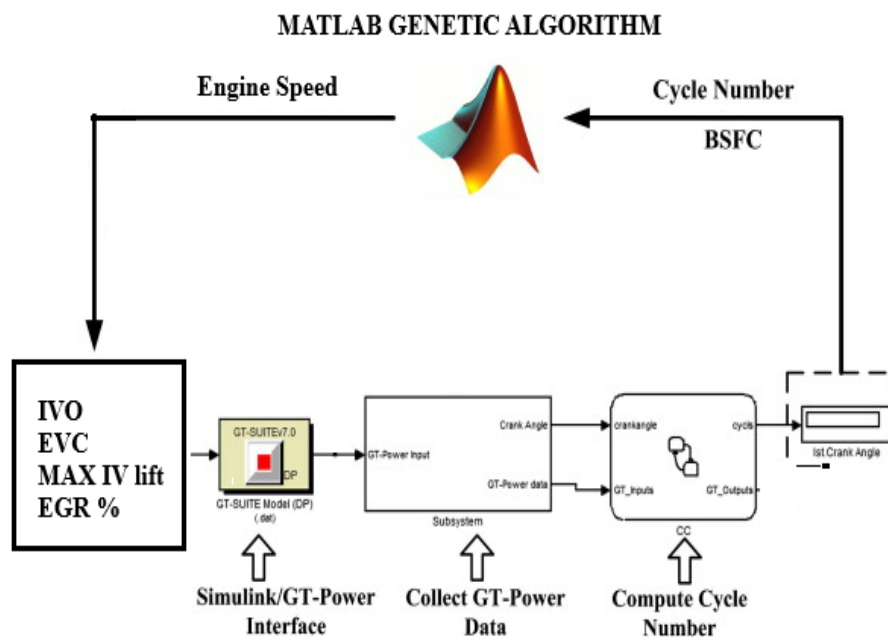 MATLAB GENETIC ALGORITHM
Engine Speed
Cycle Number
BSFC
IVO
EVC
MAX IV lift
EGR %
GT-SUITEv7.0
DP
GT-SUITE Model (DP)
(.dat)
GT-Power Input
Crank Angle
GT-Power data
Subsystem
crankangle
cycls
GT_Inputs
GT_Outputs
CC
Ist Crank Angle
Simulink/GT-Power
Interface
Collect GT-Power
Data
Compute Cycle
Number